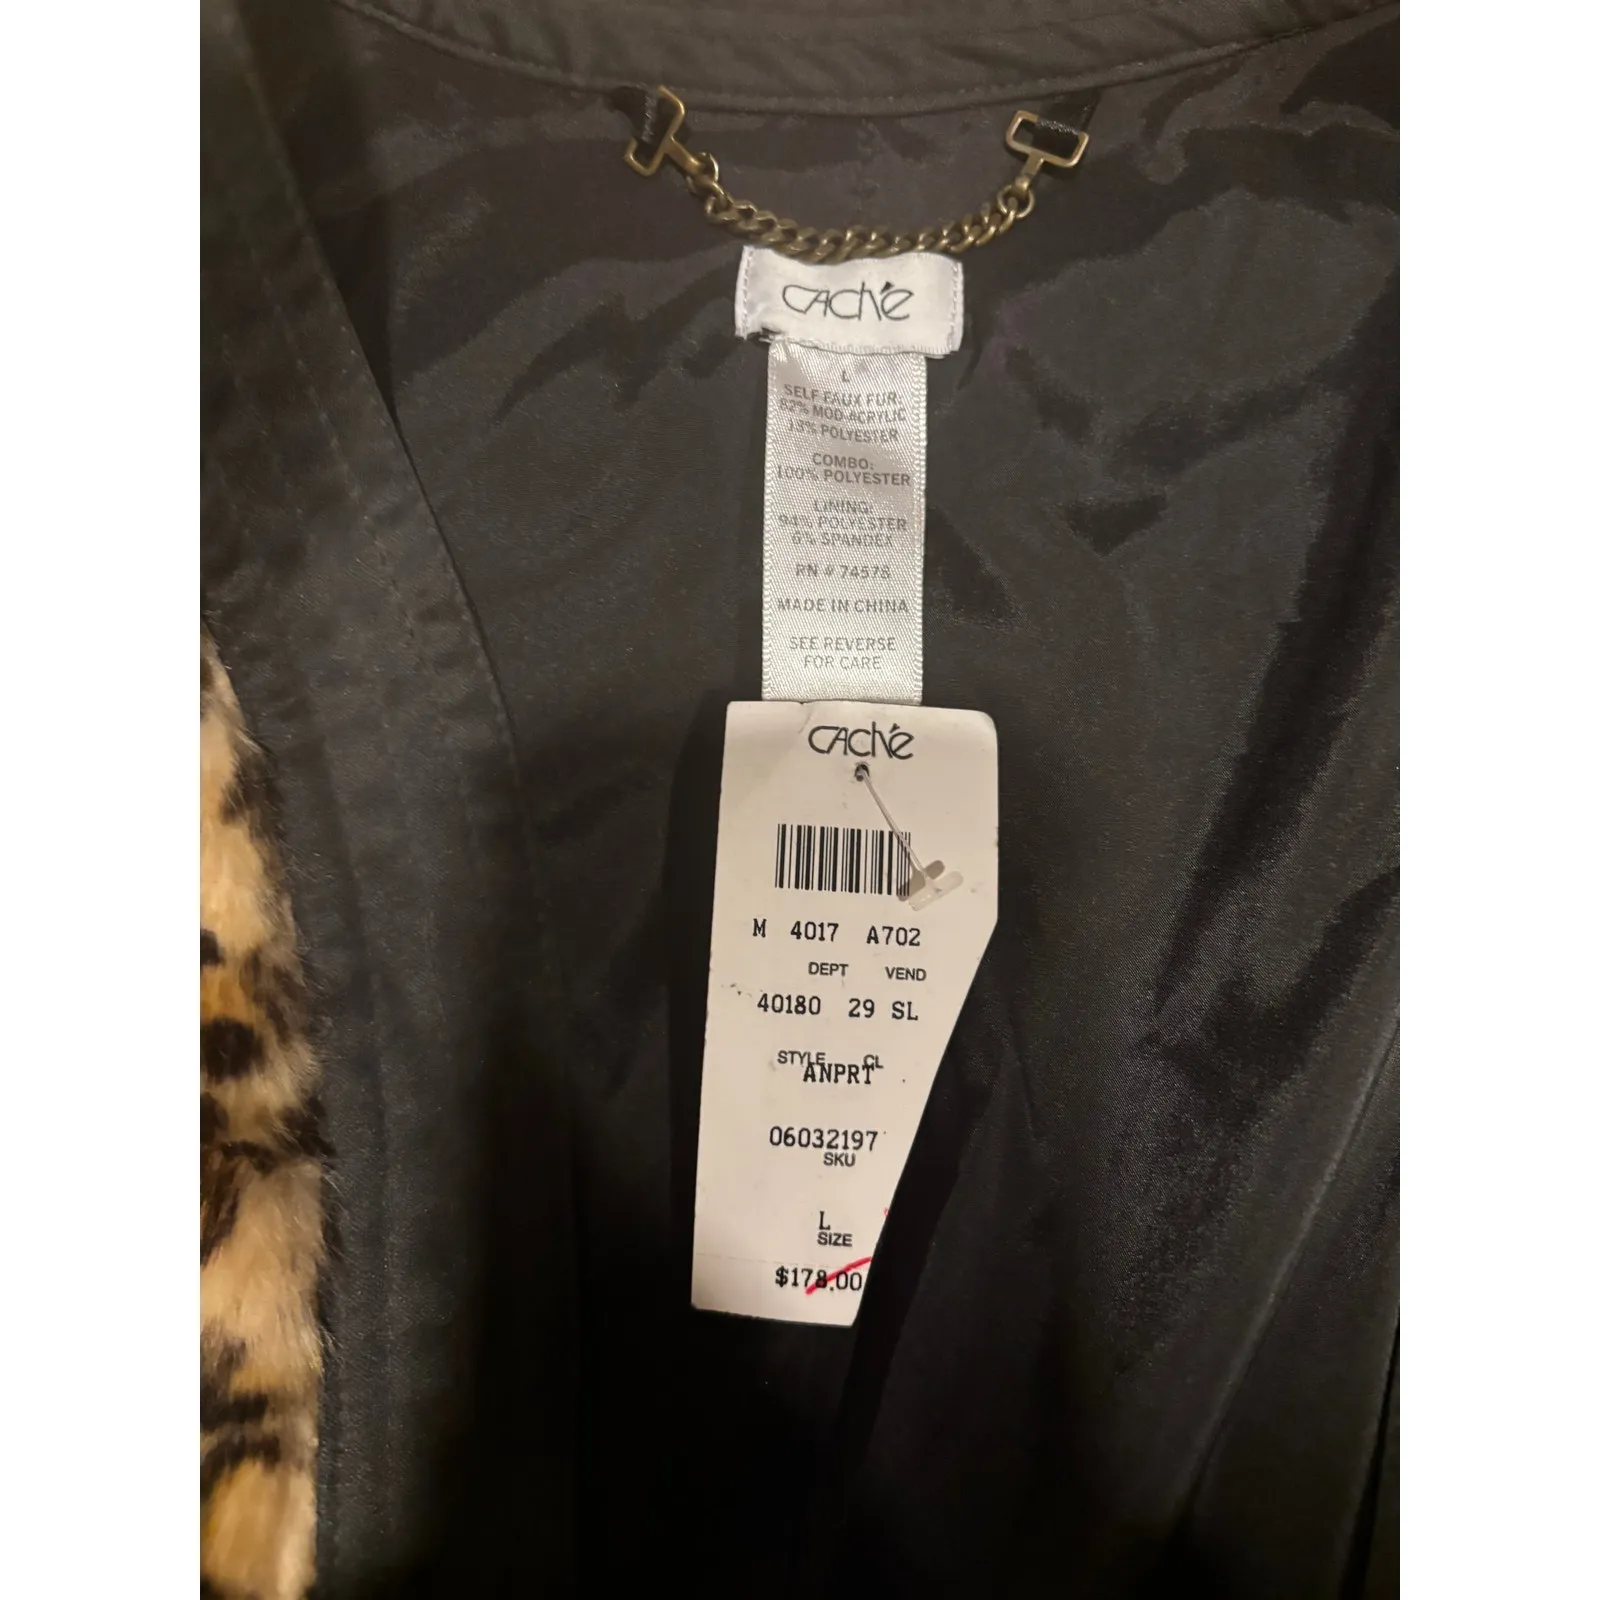 CACHÉ
L
SELF FAUX FUR:
82% MOD-ACRYLIC
18% POLYESTER
COMBO:
100% POLYESTER
LINING:
94% POLYESTER
6% SPANDEX
RN # 74578
MADE IN CHINA
SEE REVERSE
FOR CARE
CACHÉ
M 4017 A702
DEPT VEND
40180 29 SL
STYLE CL
ANPRT
06032197
SKU
L
SIZE
$178.00